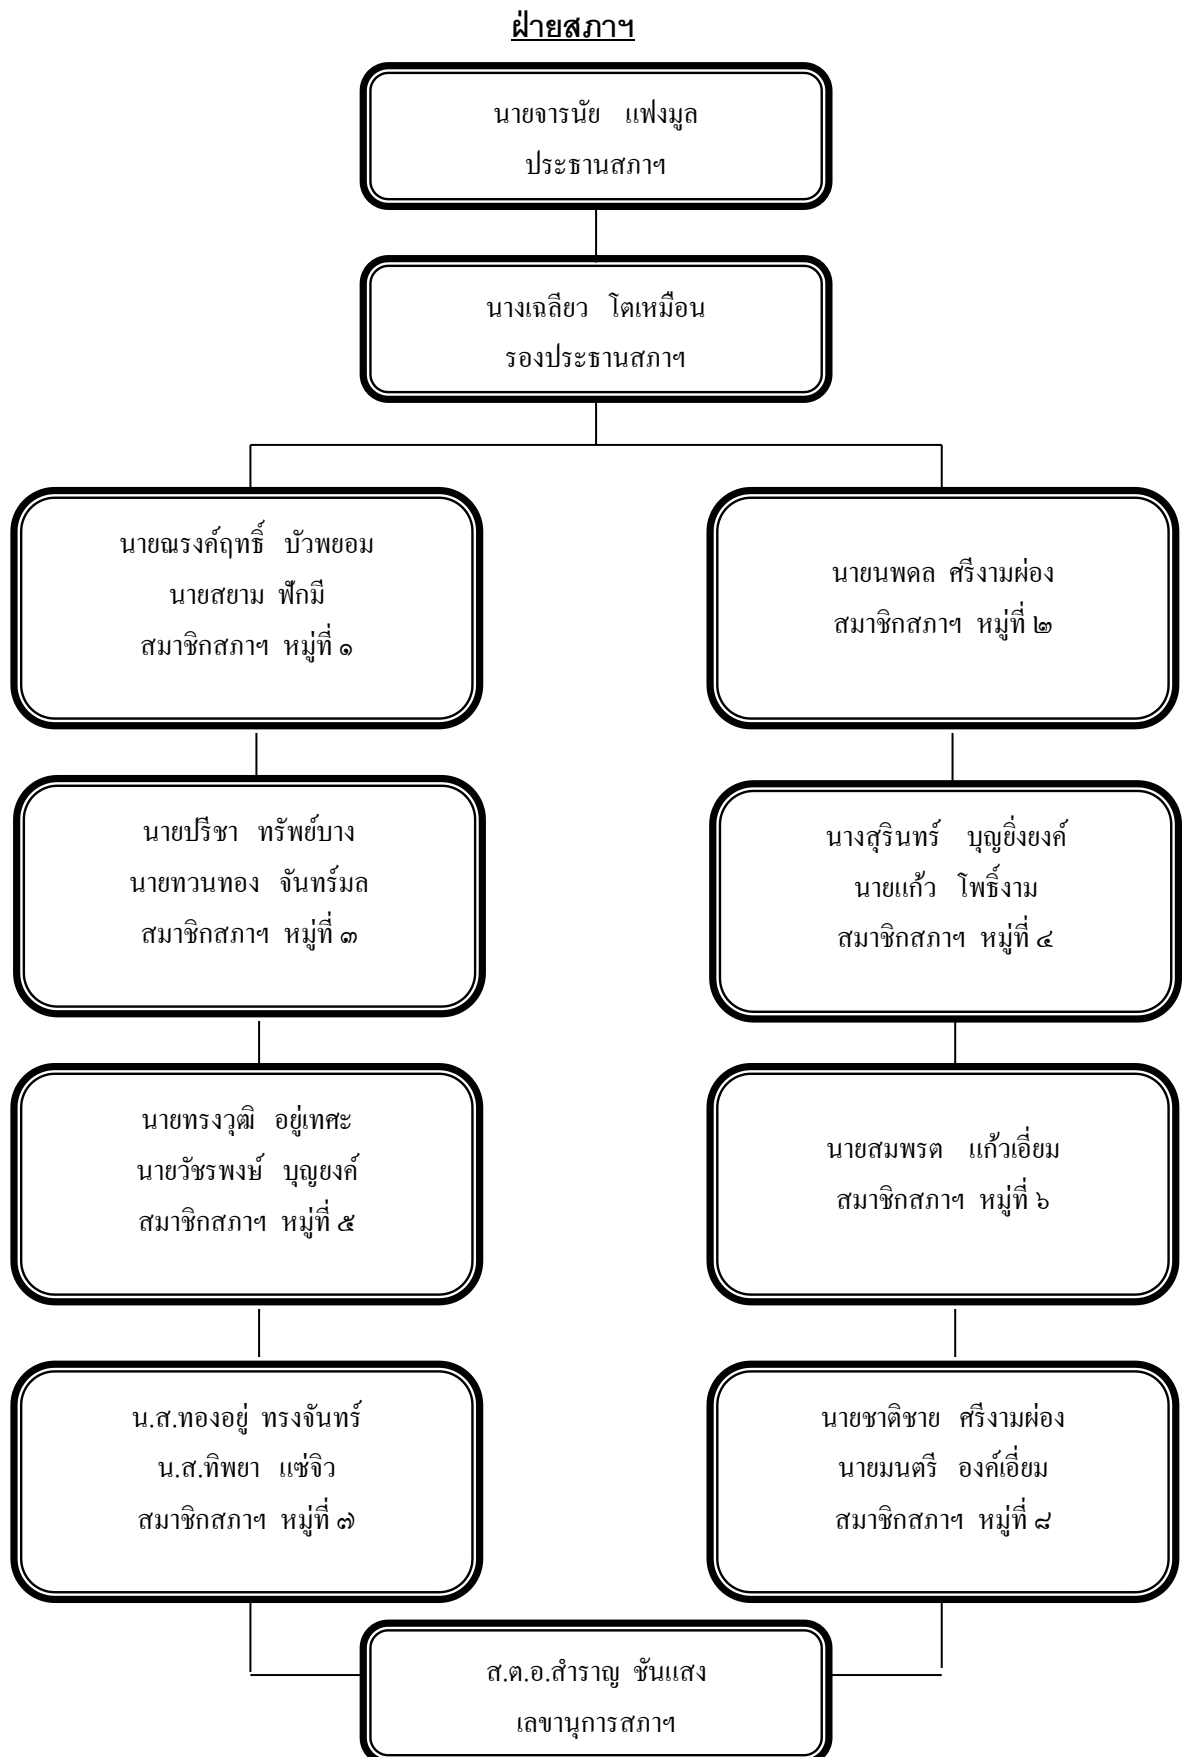 ฝ่ายสภาฯ
นายจารนัย แฟงมูล
ประธานสภาฯ
นางเฉลียว โตเหมือน
รองประธานสภาฯ
นายณรงค์ฤทธิ์ บัวพยอม
นายสยาม ฟักมี
สมาชิกสภาฯ หมู่ที่ ๑
นายนพดล ศรีงามผ่อง
สมาชิกสภาฯ หมู่ที่ ๒
นายปรีชา ทรัพย์บาง
นายทวนทอง จันทร์มล
สมาชิกสภาฯ หมู่ที่ ๓
นางสุรินทร์ บุญยิ่งยงค์
นายแก้ว โพธิ์งาม
สมาชิกสภาฯ หมู่ที่ ๔
นายทรงวุฒิ อยู่เทศะ
นายวัชรพงษ์ บุญยงค์
สมาชิกสภาฯ หมู่ที่ ๕
นายสมพรต แก้วเอี่ยม
สมาชิกสภาฯ หมู่ที่ ๖
น.ส.ทองอยู่ ทรงจันทร์
น.ส.ทิพยา แซ่จิว
สมาชิกสภาฯ หมู่ที่ ๗
นายชาติชาย ศรีงามผ่อง
นายมนตรี องค์เอี่ยม
สมาชิกสภาฯ หมู่ที่ ๘
ส.ต.อ.สำราญ ชันแสง
เลขานุการสภาฯ